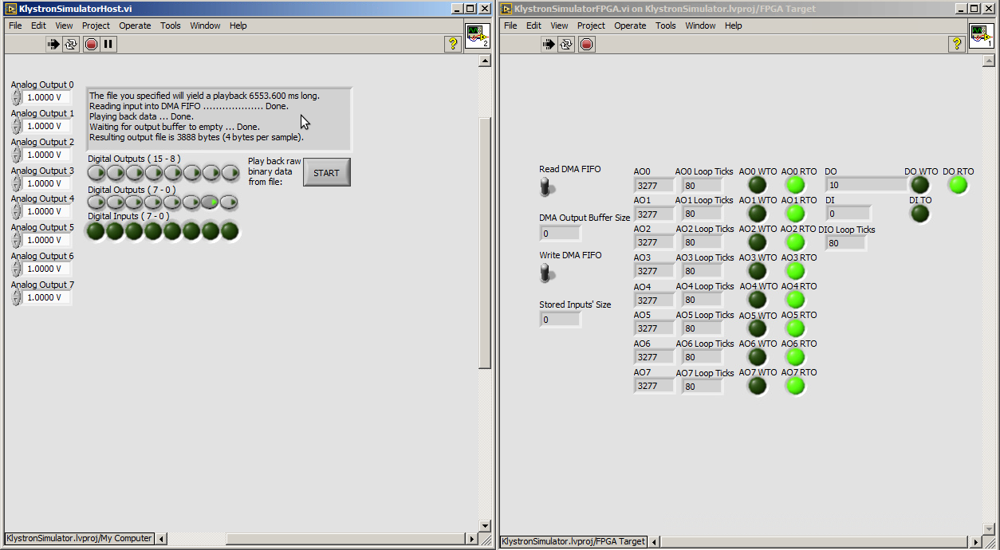 KlystronSimulatorHost.vi
File Edit View Project Operate Tools Window Help
2
?
Analog Output 0
1.0000 V
Analog Output 1
1.0000 V
Analog Output 2
1.0000 V
Analog Output 3
1.0000 V
Analog Output 4
1.0000 V
Analog Output 5
1.0000 V
Analog Output 6
1.0000 V
Analog Output 7
1.0000 V
The file you specified will yield a playback 6553.600 ms long.
Reading input into DMA FIFO ................... Done.
Playing back data ... Done.
Waiting for output buffer to empty ... Done.
Resulting output file is 3888 bytes (4 bytes per sample).
Digital Outputs ( 15 - 8 )
Digital Outputs ( 7 - 0 )
Digital Inputs ( 7 - 0 )
Play back raw
binary data
from file:
START
KlystronSimulator.lvproj/My Computer
KlystronSimulatorFPGA.vi on KlystronSimulator.lvproj/FPGA Target
File Edit View Project Operate Tools Window Help
?
1
Read DMA FIFO
DMA Output Buffer Size
0
Write DMA FIFO
Stored Inputs' Size
0
AO0 AO0 Loop Ticks AO0 WTO AO0 RTO DO DO WTO DO RTO
3277 80 10
AO1 AO1 Loop Ticks AO1 WTO AO1 RTO DI DI TO
3277 80 0
AO2 AO2 Loop Ticks AO2 WTO AO2 RTO DIO Loop Ticks
3277 80 80
AO3 AO3 Loop Ticks AO3 WTO AO3 RTO
3277 80
AO4 AO4 Loop Ticks AO4 WTO AO4 RTO
3277 80
AO5 AO5 Loop Ticks AO5 WTO AO5 RTO
3277 80
AO6 AO6 Loop Ticks AO6 WTO AO6 RTO
3277 80
AO7 AO7 Loop Ticks AO7 WTO AO7 RTO
3277 80
KlystronSimulator.lvproj/FPGA Target